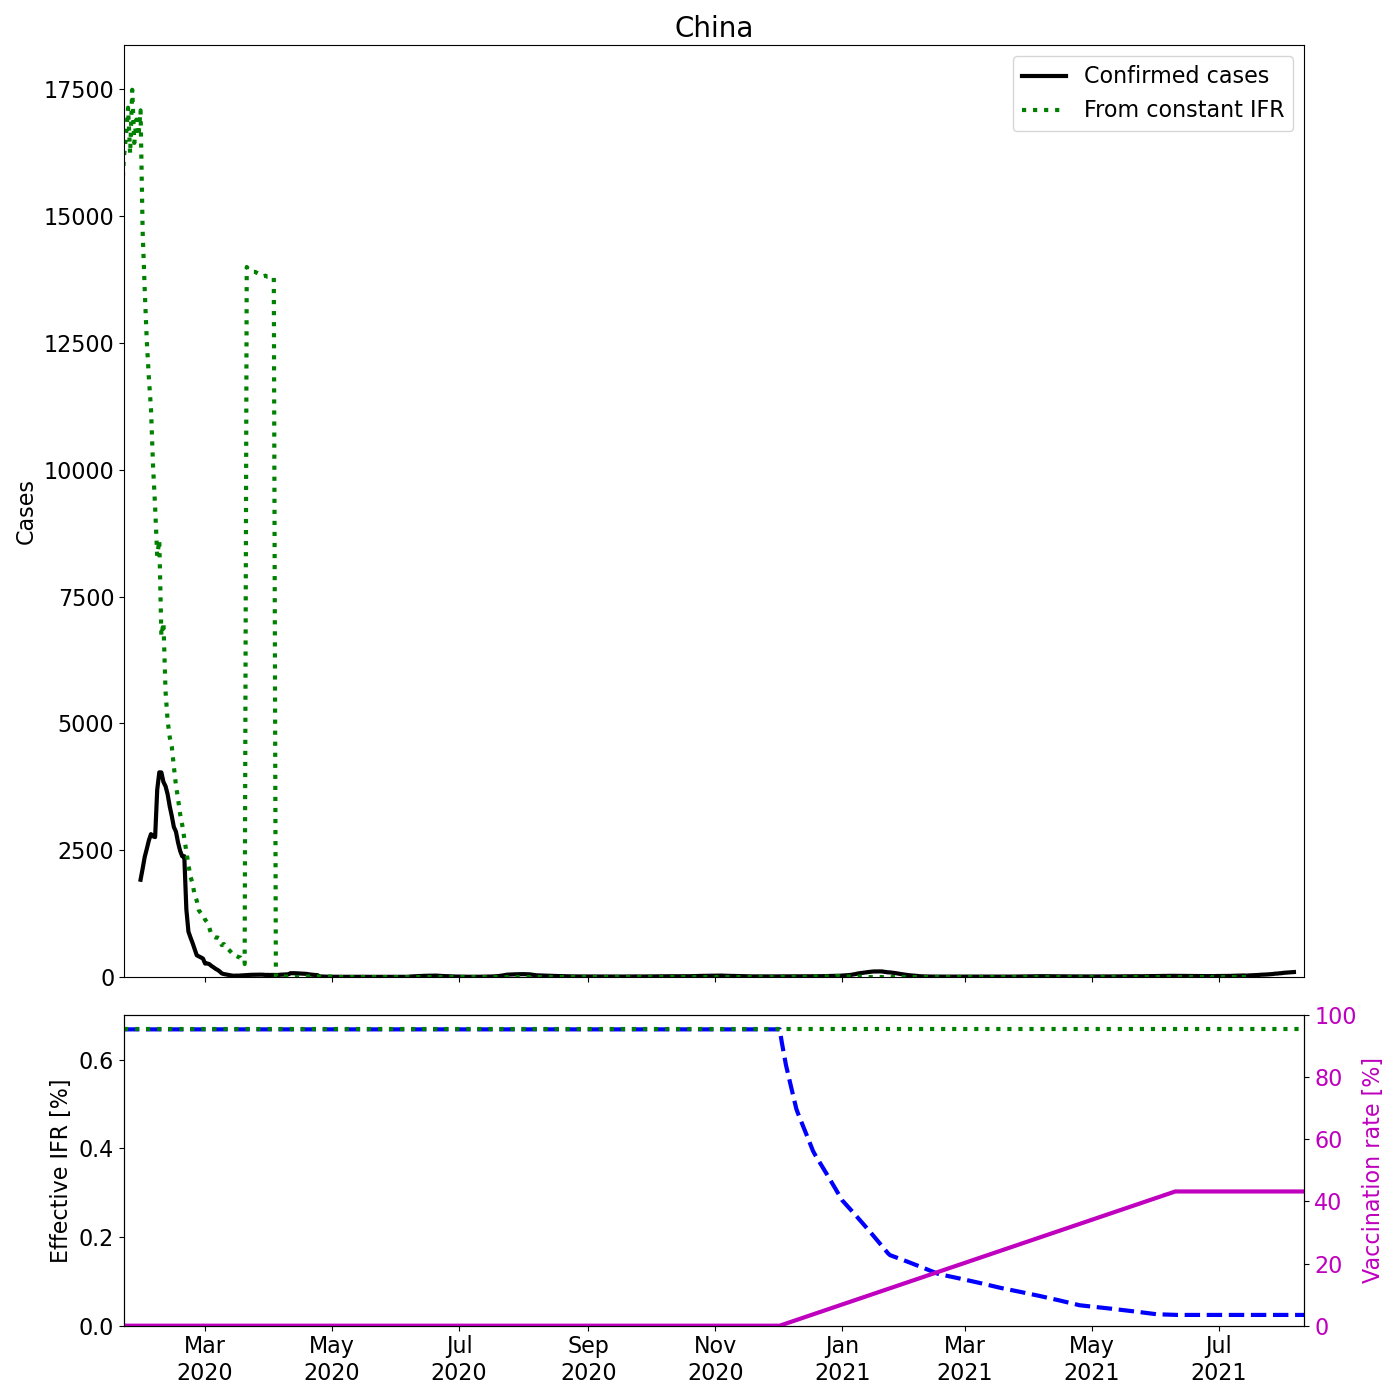 China
Confirmed cases
From constant IFR
17500
15000
12500
10000
7500
5000
2500
0
Cases
0.6
0.4
0.2
0.0
Effective IFR [%]
100
80
60
40
20
0
Vaccination rate [%]
Mar May Jul Sep Nov Jan Mar May Jul
2020 2020 2020 2020 2020 2021 2021 2021 2021